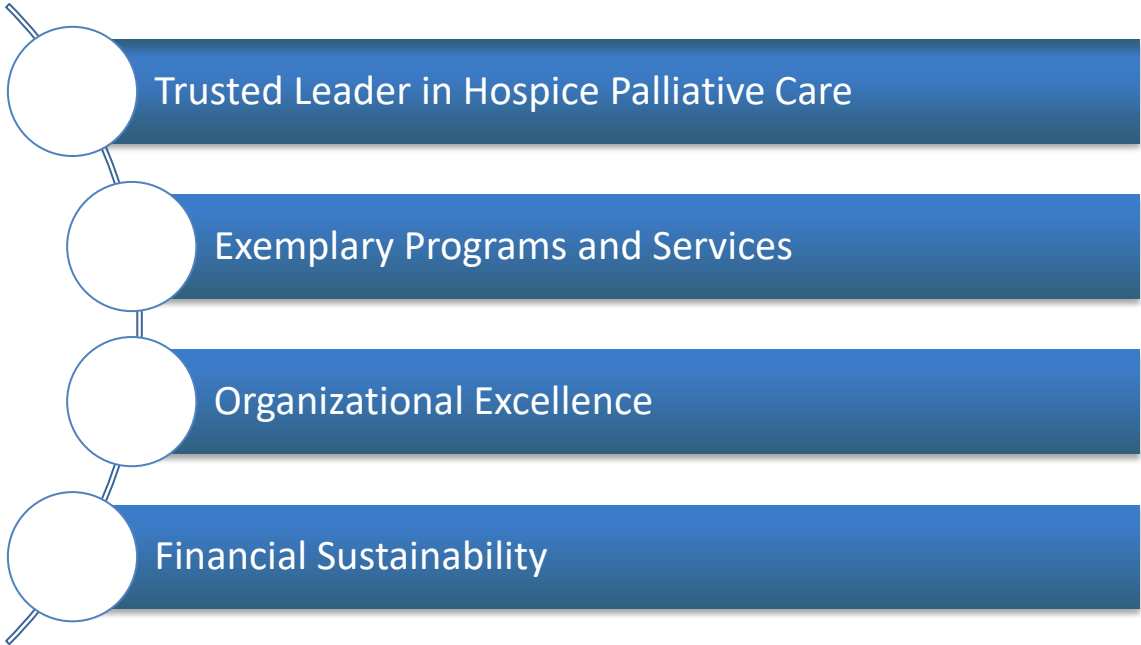 Trusted Leader in Hospice Palliative Care
Exemplary Programs and Services
Organizational Excellence
Financial Sustainability